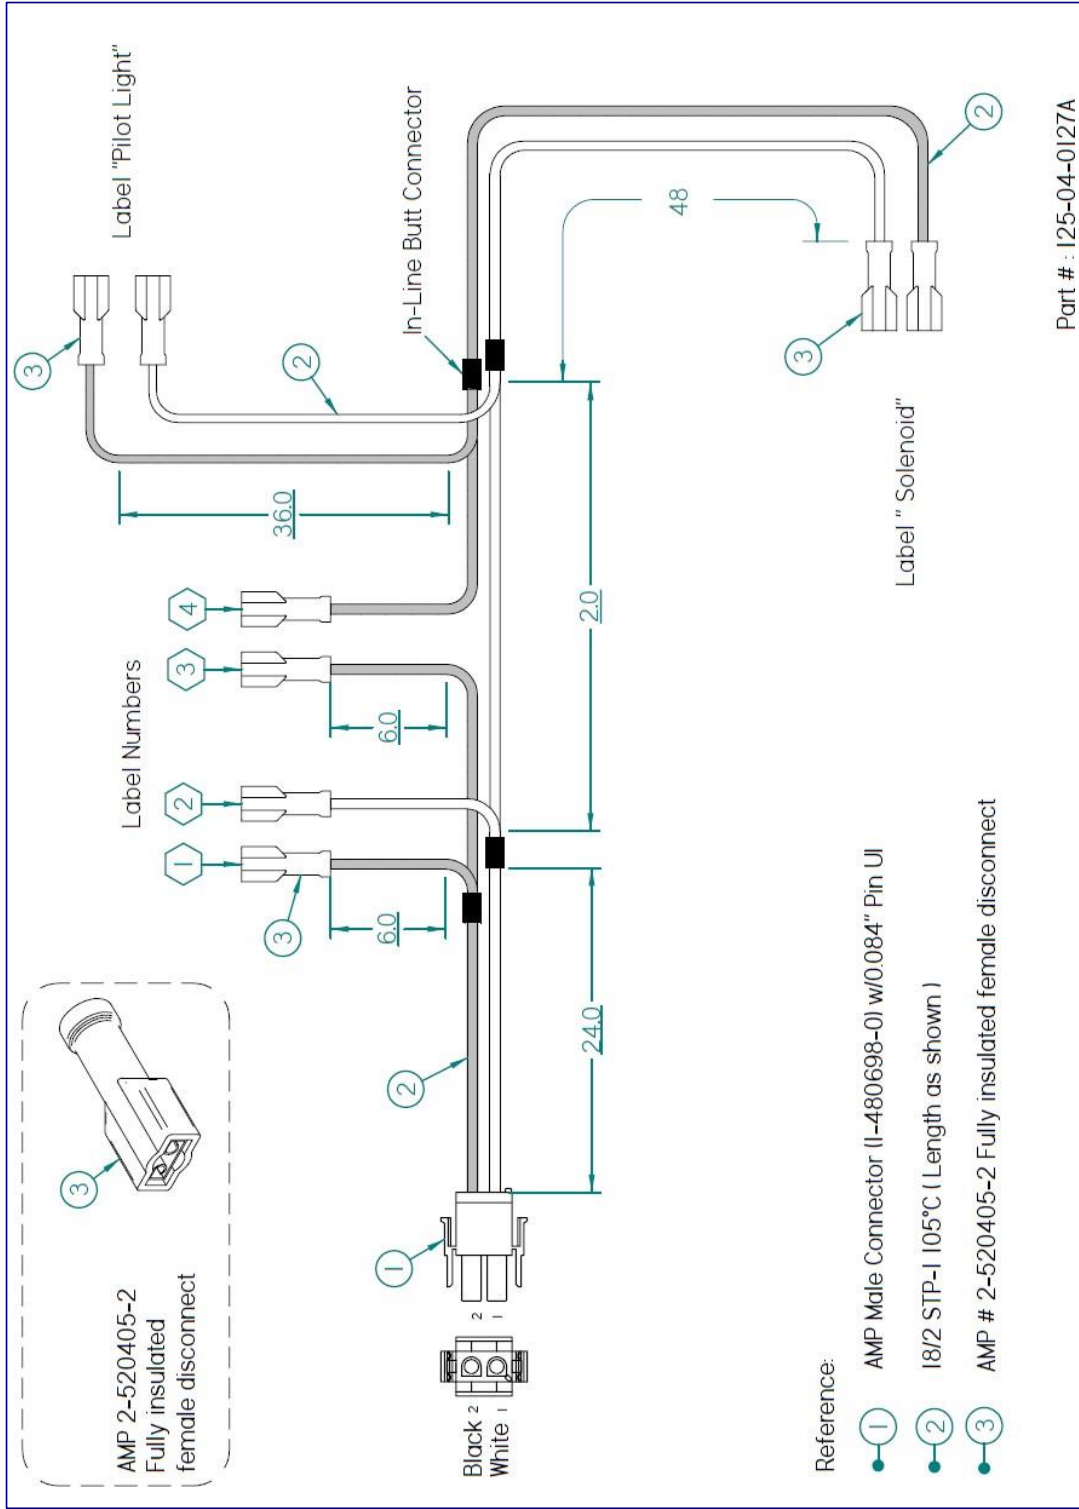 AMP 2-520405-2
Fully insulated
female disconnect
3
Label Numbers
1
2
3
4
Label "Pilot Light"
3
2
In-Line Butt Connector
36.0
6.0
6.0
3
2
1
24.0
2.0
48
Black 2
White 1
2
1
3
2
Label " Solenoid"
Reference:
1 AMP Male Connector (1-480698-0) w/0.084" Pin Ul
2 18/2 STP-1 105°C ( Length as shown )
3 AMP # 2-520405-2 Fully insulated female disconnect
Part # : 125-04-0127A